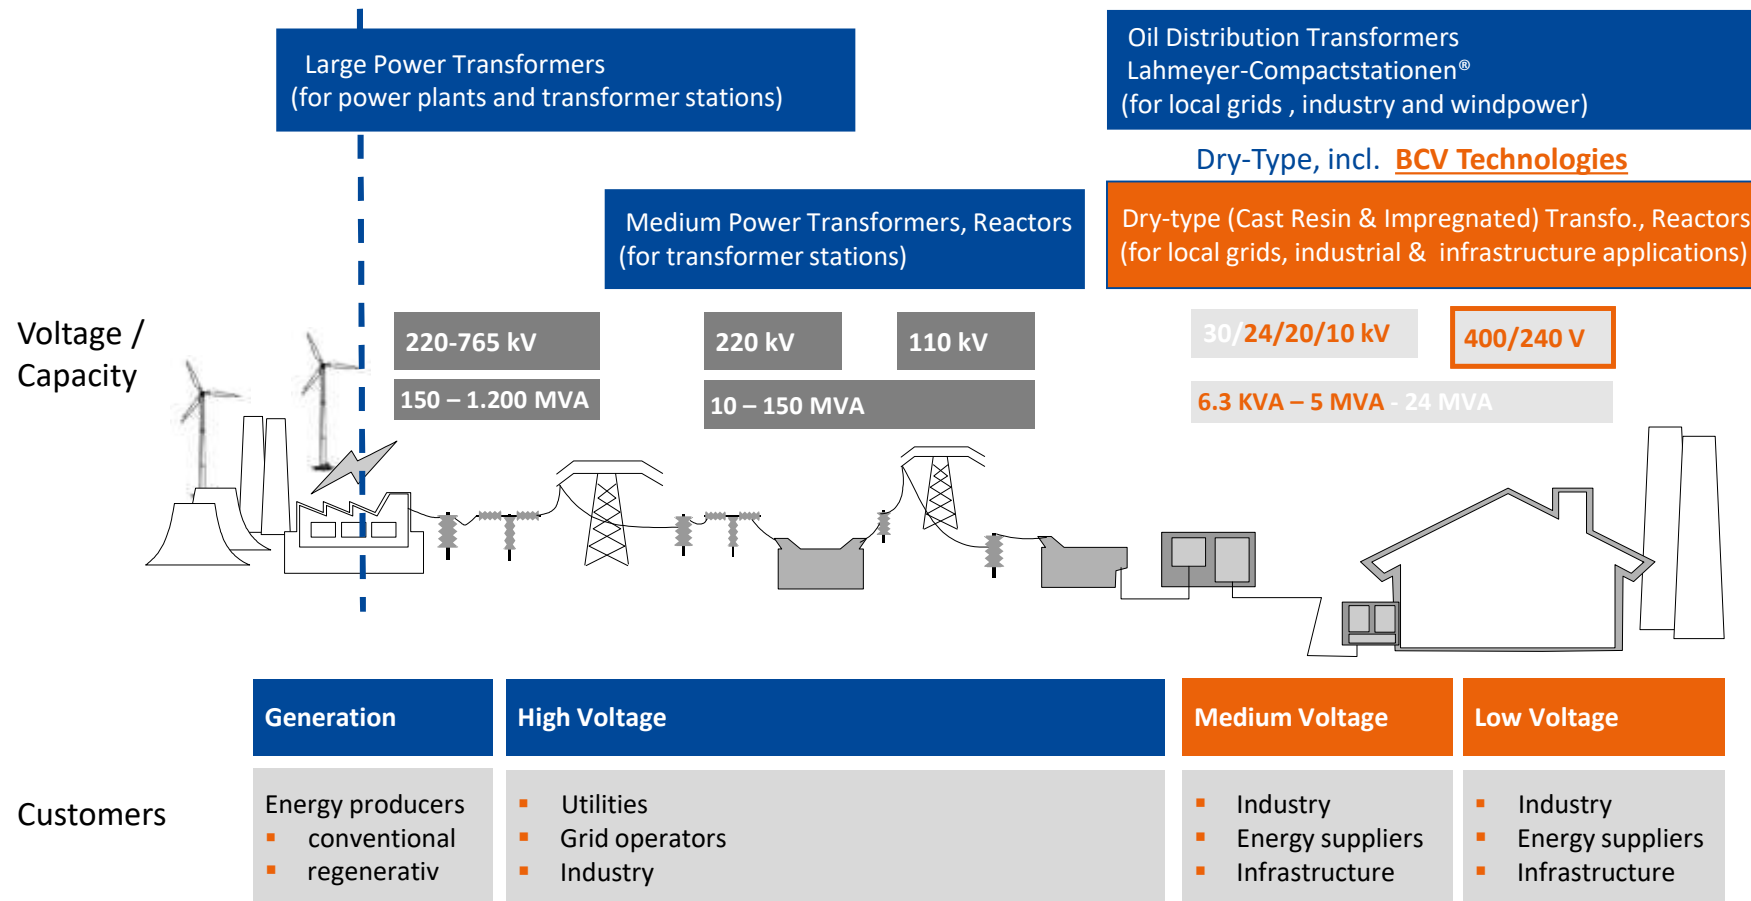 Large Power Transformers
(for power plants and transformer stations)
Oil Distribution Transformers
Lahmeyer-Compactstationen®
(for local grids , industry and windpower)
Dry-Type, incl. BCV Technologies
Medium Power Transformers, Reactors
(for transformer stations)
Dry-type (Cast Resin & Impregnated) Transfo., Reactors
(for local grids, industrial & infrastructure applications)
Voltage /
Capacity
220-765 kV
220 kV
110 kV
30/24/20/10 kV
400/240 V
150 – 1.200 MVA
10 – 150 MVA
6.3 KVA – 5 MVA - 24 MVA
Generation
High Voltage
Medium Voltage
Low Voltage
Customers
Energy producers
▪ conventional
▪ regenerativ
▪ Utilities
▪ Grid operators
▪ Industry
▪ Industry
▪ Energy suppliers
▪ Infrastructure
▪ Industry
▪ Energy suppliers
▪ Infrastructure